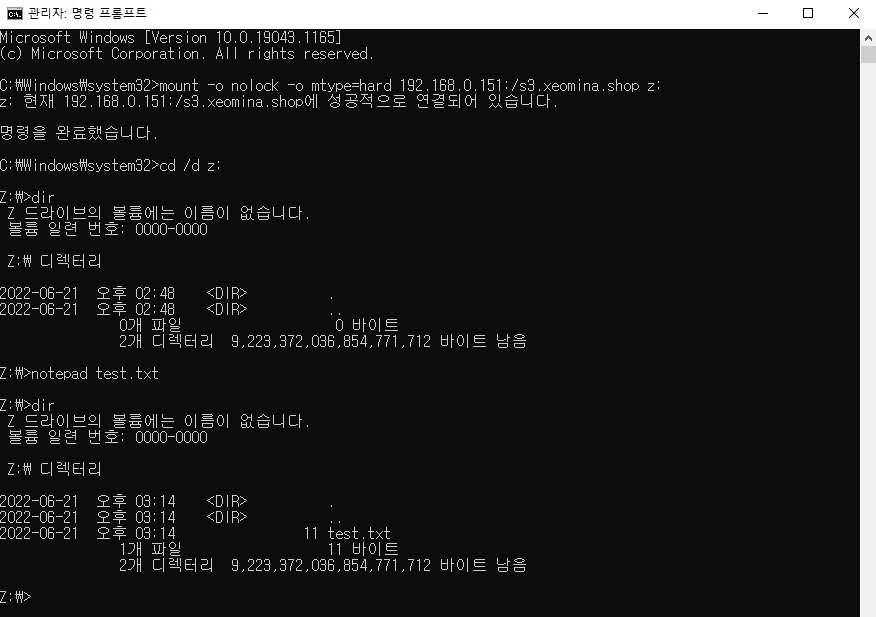 관리자: 명령 프롬프트
Microsoft Windows [Version 10.0.19043.1165]
(c) Microsoft Corporation. All rights reserved.
C:₩Windows₩system32>mount -o nolock -o mtype=hard 192.168.0.151:/s3.xeomina.shop z:
z: 현재 192.168.0.151:/s3.xeomina.shop에 성공적으로 연결되어 있습니다.
명령을 완료했습니다.
C:₩Windows₩system32>cd /d z:
Z:₩>dir
 Z 드라이브의 볼륨에는 이름이 없습니다.
 볼륨 일련 번호: 0000-0000
 Z:₩ 디렉터리
2022-06-21  오후 02:48    <DIR>          .
2022-06-21  오후 02:48    <DIR>          ..
               0개 파일                   0 바이트
               2개 디렉터리  9,223,372,036,854,771,712 바이트 남음
Z:₩>notepad test.txt
Z:₩>dir
 Z 드라이브의 볼륨에는 이름이 없습니다.
 볼륨 일련 번호: 0000-0000
 Z:₩ 디렉터리
2022-06-21  오후 03:14    <DIR>          .
2022-06-21  오후 03:14    <DIR>          ..
2022-06-21  오후 03:14                11 test.txt
               1개 파일                  11 바이트
               2개 디렉터리  9,223,372,036,854,771,712 바이트 남음
Z:₩>